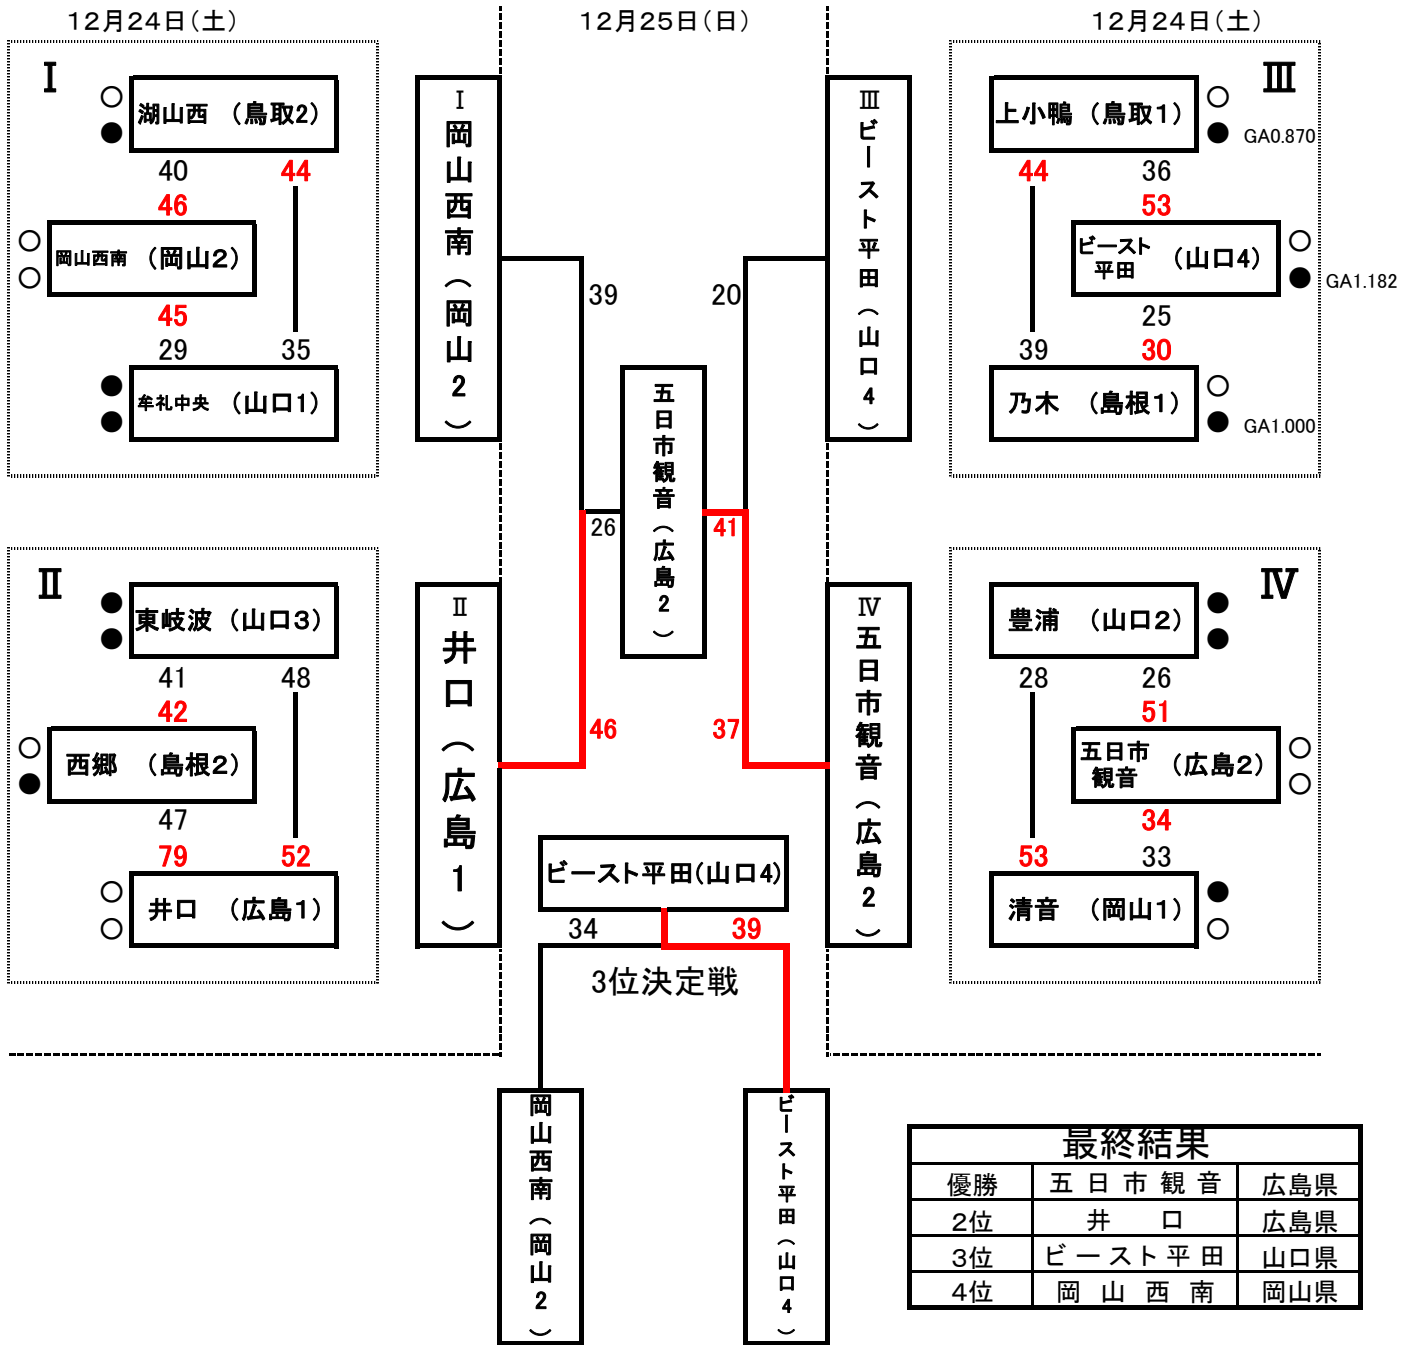 12月24日(土)
12月25日(日)
12月24日(土)
Ⅰ
○
●
湖山西 (鳥取2)
40 44
46
○
○
岡山西南 (岡山2)
45
29 35
●
●
牟礼中央 (山口1)
Ⅱ
●
●
東岐波 (山口3)
41 48
42
○
●
西郷 (島根2)
47
79 52
○
○
井口 (広島1)
Ⅰ岡山西南(岡山2)
Ⅱ井口(広島1)
39
26
46
五日市観音(広島2)
20
41
37
Ⅲビースト平田(山口4)
Ⅳ五日市観音(広島2)
Ⅲ
上小鴨 (鳥取1)
○
● GA0.870
44 36
53
ビースト
平田
(山口4)
○
● GA1.182
25
39 30
乃木 (島根1)
○
● GA1.000
Ⅳ
豊浦 (山口2)
●
●
28 26
51
五日市
観音
(広島2)
○
○
34
53 33
清音 (岡山1)
●
○
ビースト平田(山口4)
34 39
3位決定戦
岡山西南(岡山2)
ビースト平田(山口4)
最終結果
優勝 五日市観音 広島県
2位 井口 広島県
3位 ビースト平田 山口県
4位 岡山西南 岡山県